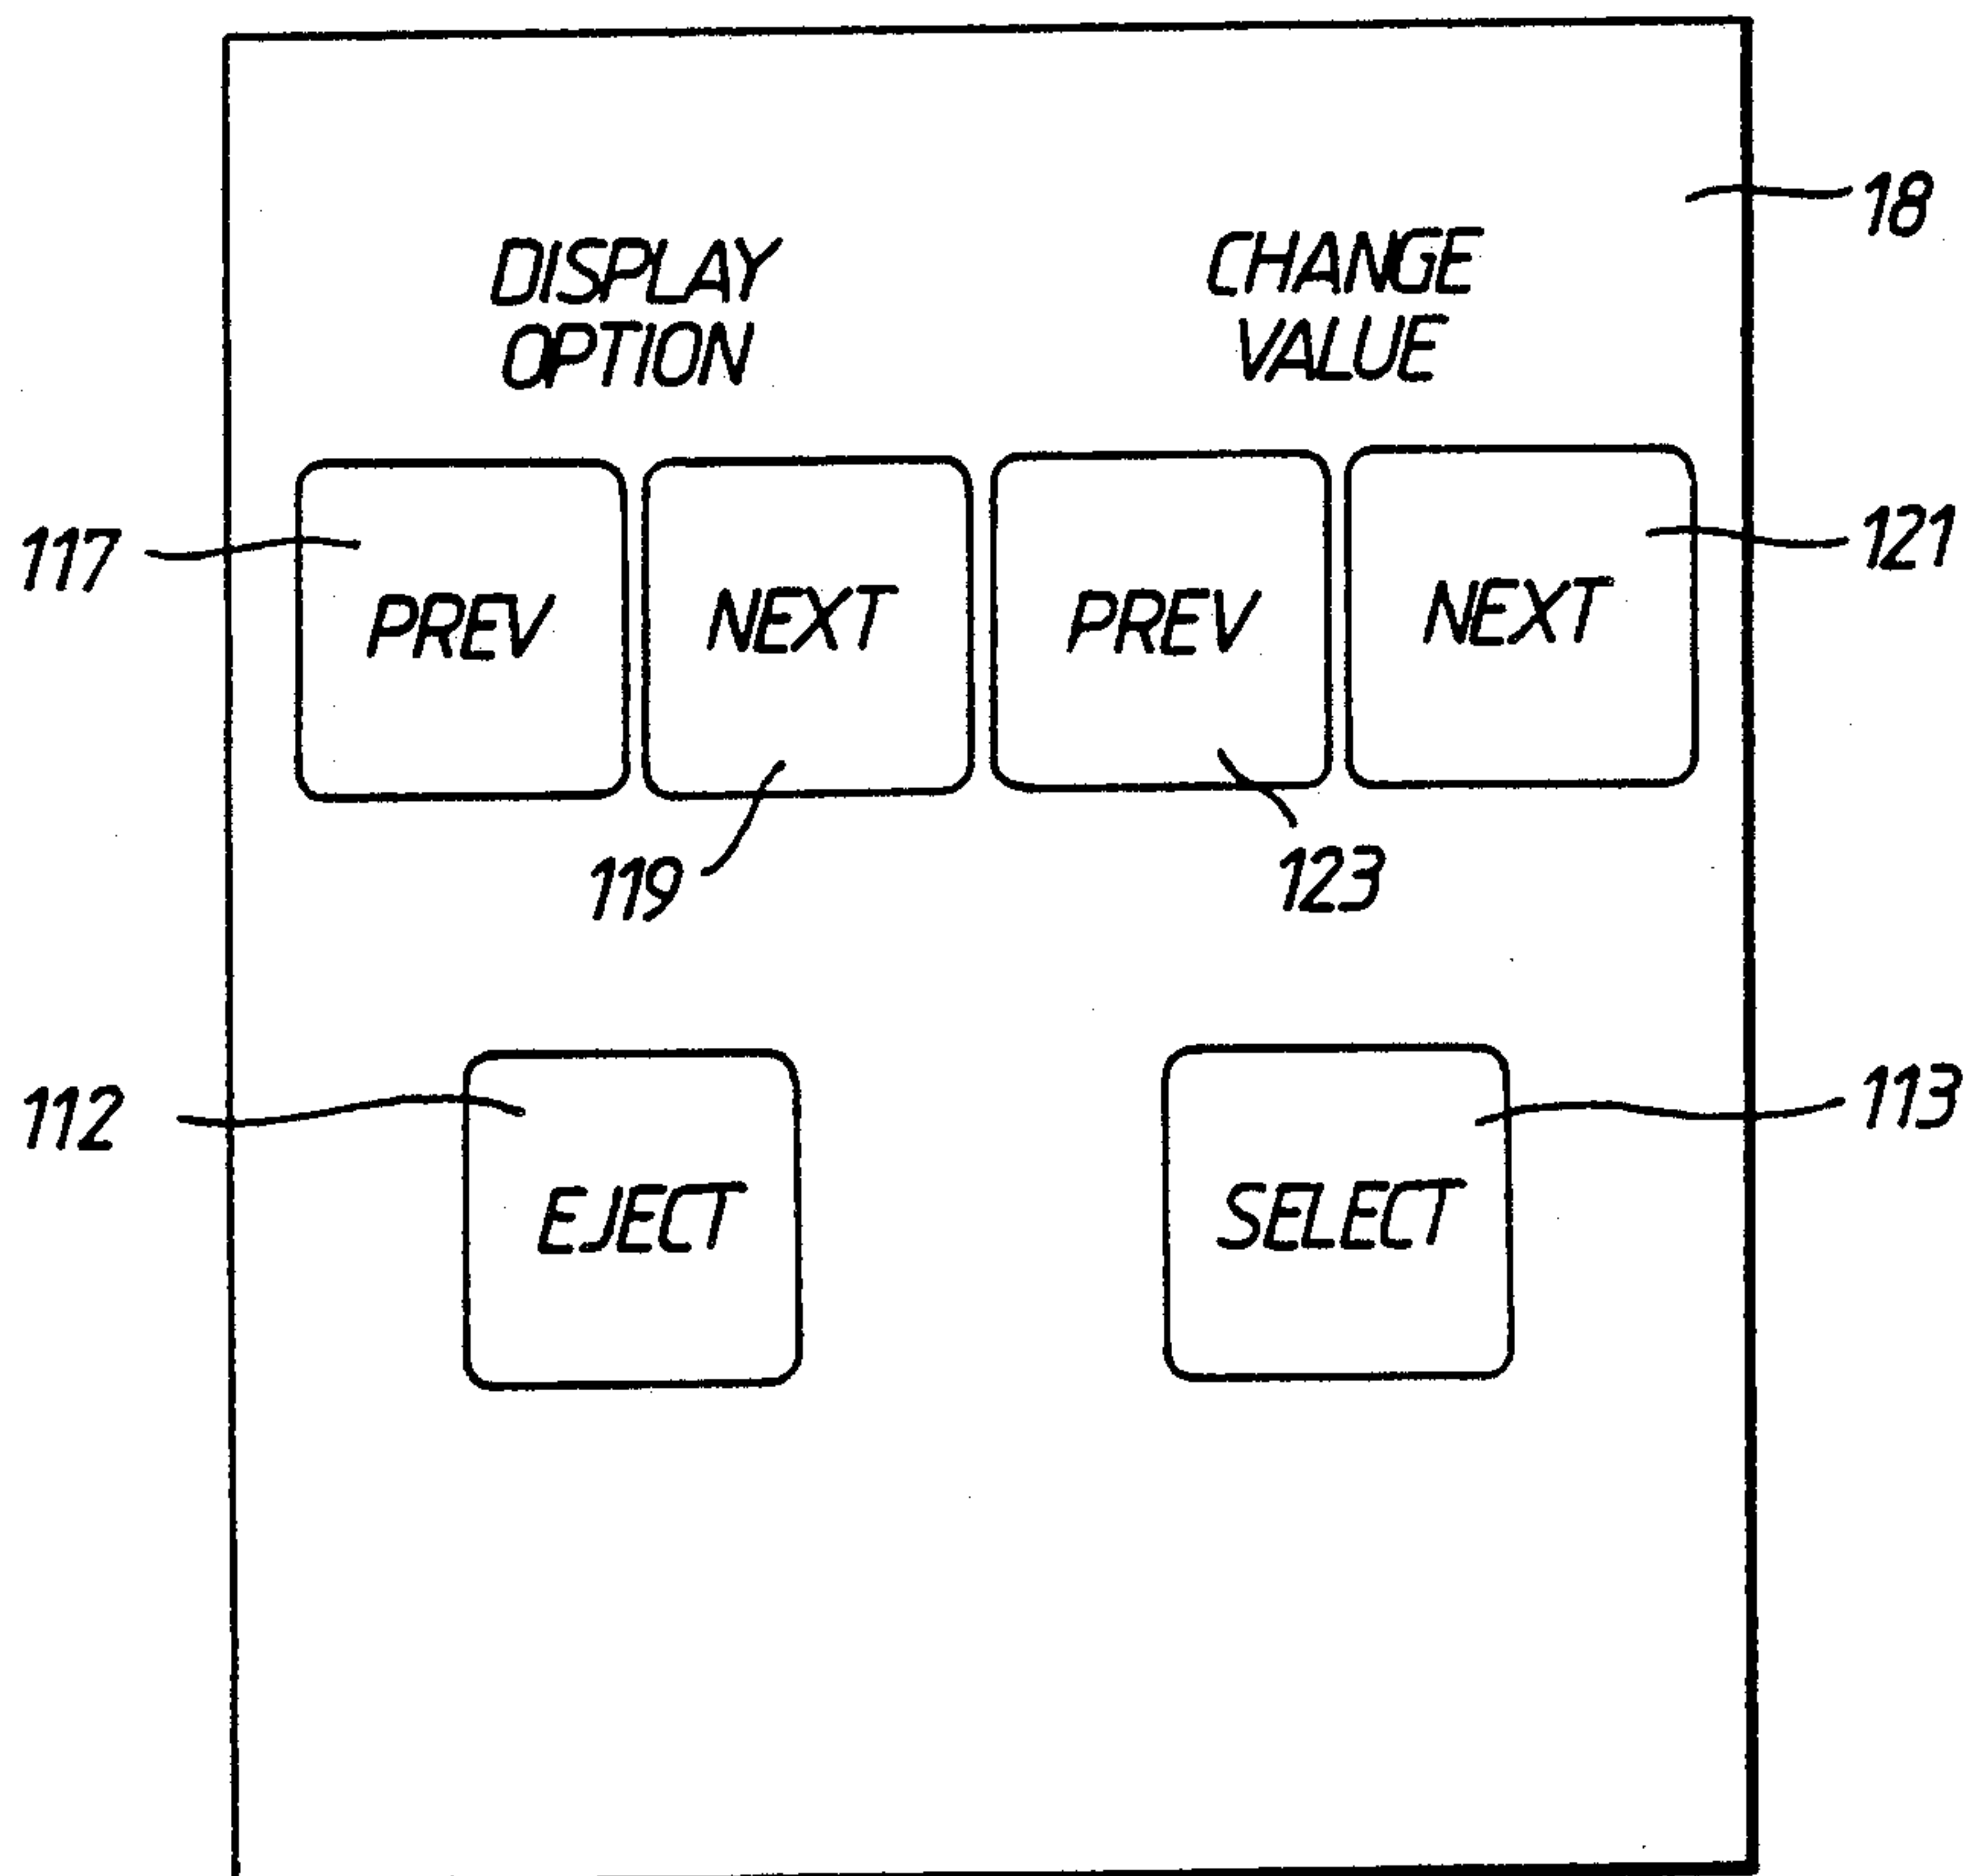 18
DISPLAY
OPTION
CHANGE
VALUE
117
121
PREV
NEXT
PREV
NEXT
119
123
112
113
EJECT
SELECT